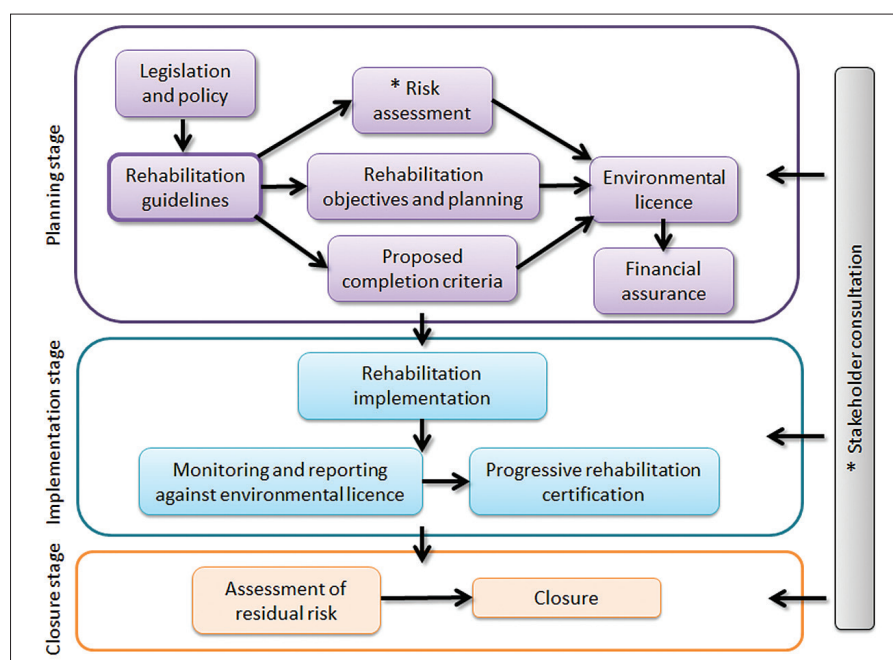 Planning stage
Legislation
and policy
Rehabilitation
guidelines
* Risk
assessment
Rehabilitation
objectives and planning
Proposed
completion criteria
Environmental
licence
Financial
assurance
Implementation stage
Rehabilitation
implementation
Monitoring and reporting
against environmental licence
Progressive rehabilitation
certification
Closure stage
Assessment of
residual risk
Closure
* Stakeholder consultation